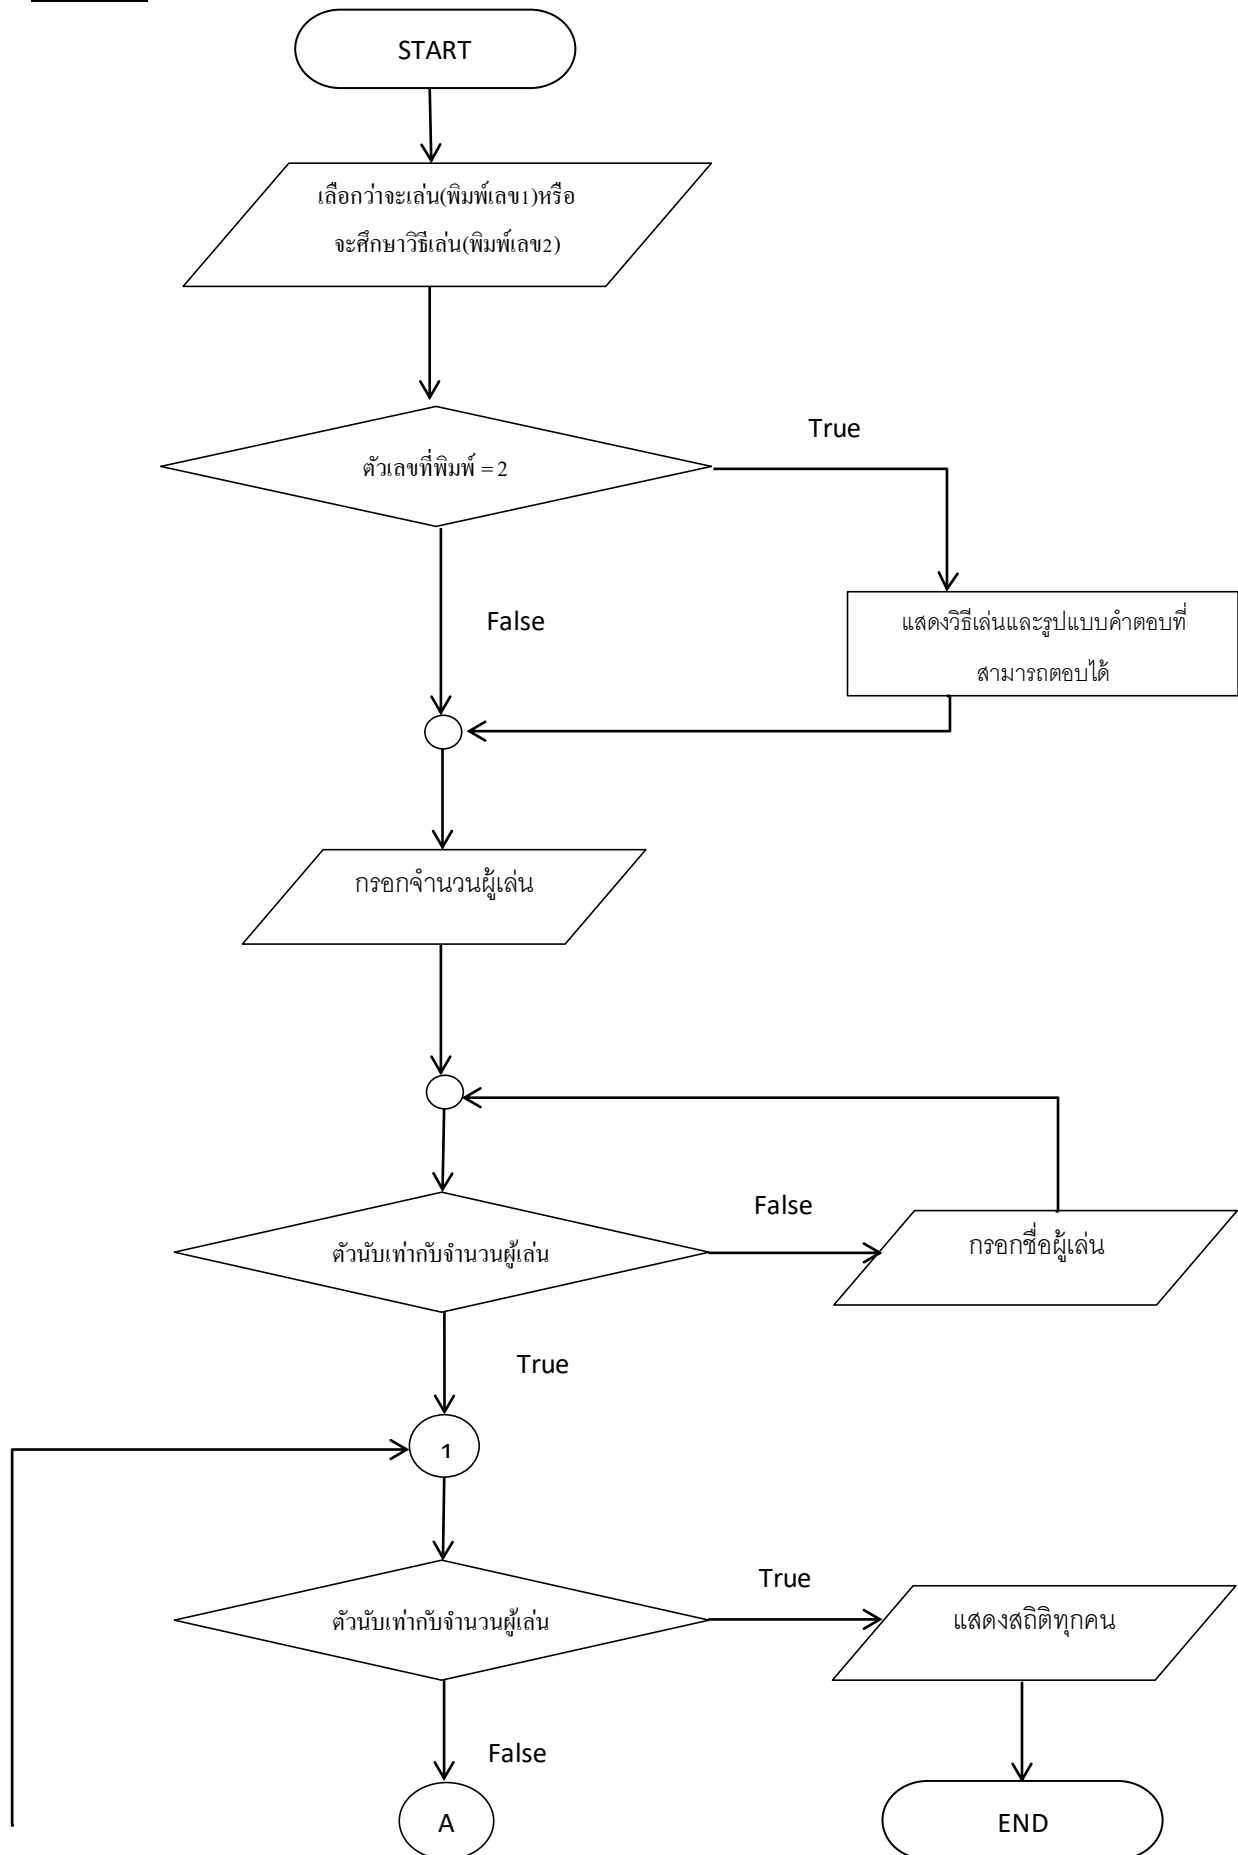 START
เลือกว่าจะเล่น(พิมพ์เลข1)หรือ
จะศึกษาวิธีเล่น(พิมพ์เลข2)
True
ตัวเลขที่พิมพ์ =2
False
แสดงวิธีเล่นและรูปแบบคำตอบที่
สามารถตอบได้
กรอกจำนวนผู้เล่น
False
ตัวนับเท่ากับจำนวนผู้เล่น
กรอกชื่อผู้เล่น
True
1
True
ตัวนับเท่ากับจำนวนผู้เล่น
แสดงสถิติทุกคน
False
A
END